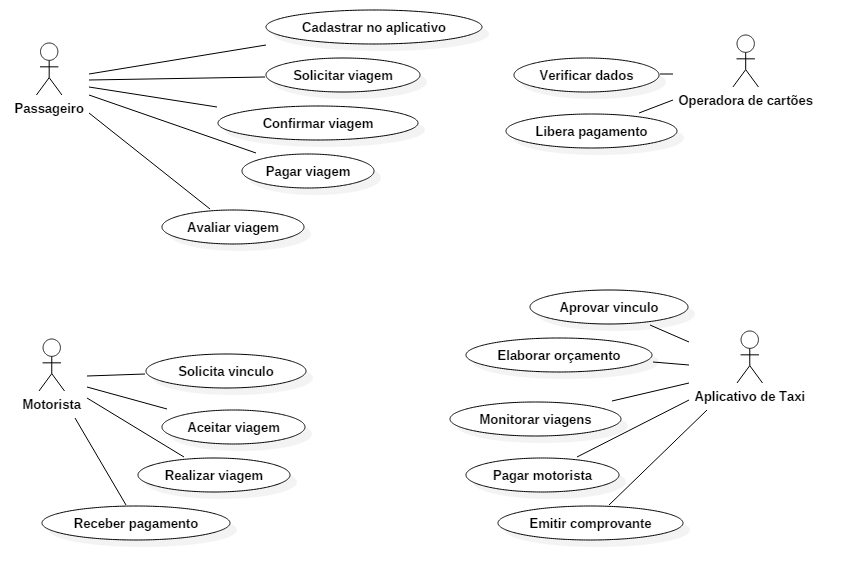 Cadastrar no aplicativo
Solicitar viagem
Passageiro
Confirmar viagem
Pagar viagem
Avaliar viagem
Verificar dados
Operadora de cartões
Libera pagamento
Solicita vinculo
Motorista
Aceitar viagem
Realizar viagem
Receber pagamento
Aprovar vinculo
Elaborar orçamento
Aplicativo de Taxi
Monitorar viagens
Pagar motorista
Emitir comprovante